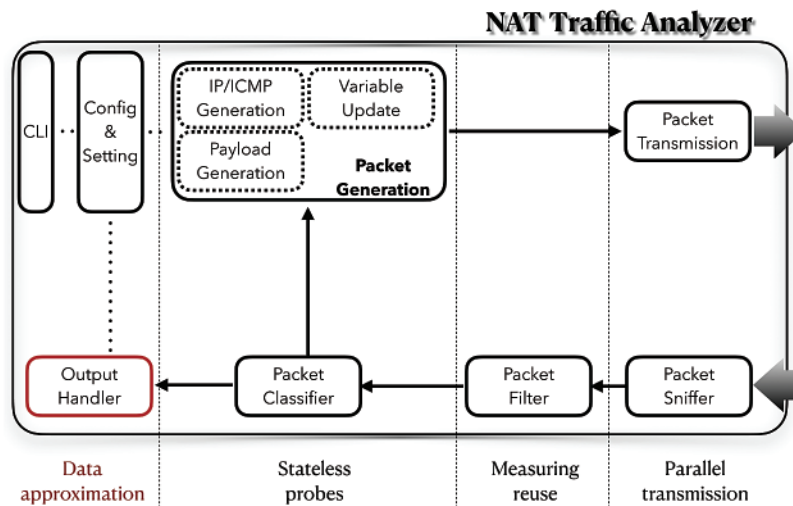 NAT Traffic Analyzer
CLI
Config
&
Setting
IP/ICMP
Generation
Variable
Update
Payload
Generation
Packet
Generation
Packet
Transmission
Output
Handler
Packet
Classifier
Packet
Filter
Packet
Sniffer
Data
approximation
Stateless
probes
Measuring
reuse
Parallel
transmission